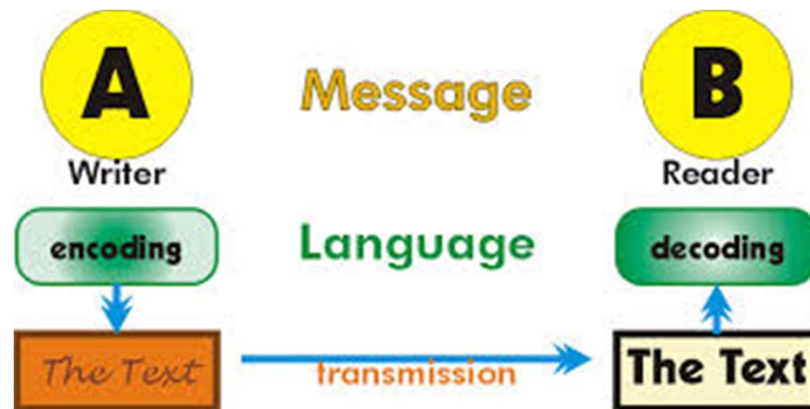 A Message B
Writer Reader
encoding Language decoding
The Text transmission The Text